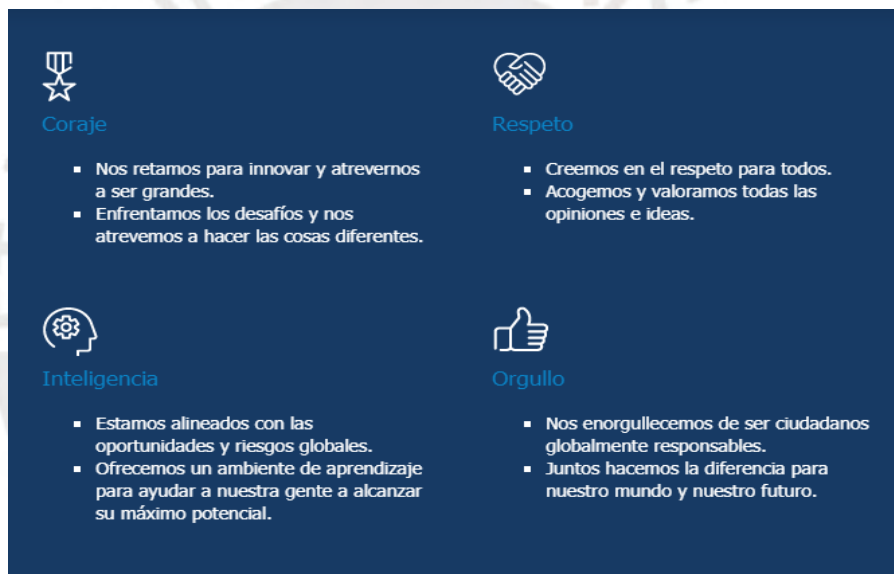 Coraje
Nos retamos para innovar y atrevernos
a ser grandes.
Enfrentamos los desafíos y nos
atrevemos a hacer las cosas diferentes.
Respeto
Creemos en el respeto para todos.
Acogemos y valoramos todas las
opiniones e ideas.
Inteligencia
Estamos alineados con las
oportunidades y riesgos globales.
Ofrecemos un ambiente de aprendizaje
para ayudar a nuestra gente a alcanzar
su máximo potencial.
Orgullo
Nos enorgullecemos de ser ciudadanos
globalmente responsables.
Juntos hacemos la diferencia para
nuestro mundo y nuestro futuro.